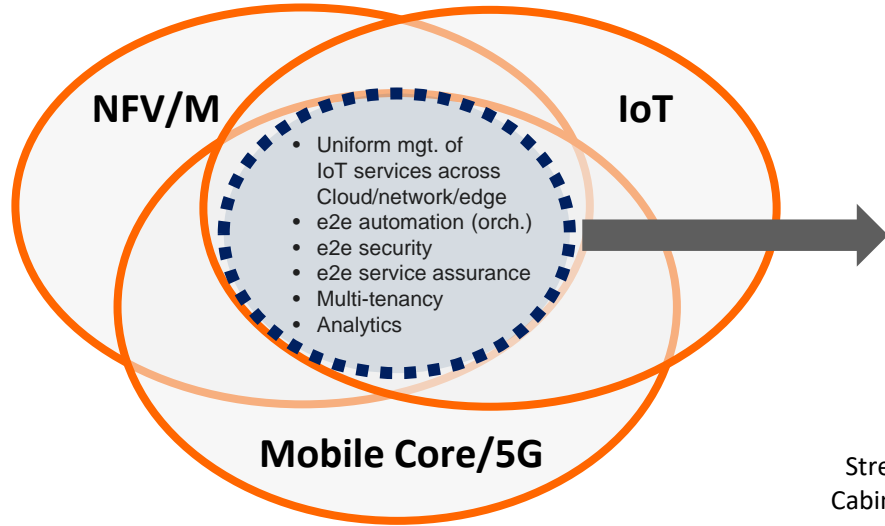 NFV/M
IoT
• Uniform mgt. of
IoT services across
Cloud/network/edge
• e2e automation (orch.)
• e2e security
• e2e service assurance
• Multi-tenancy
• Analytics
Mobile Core/5G